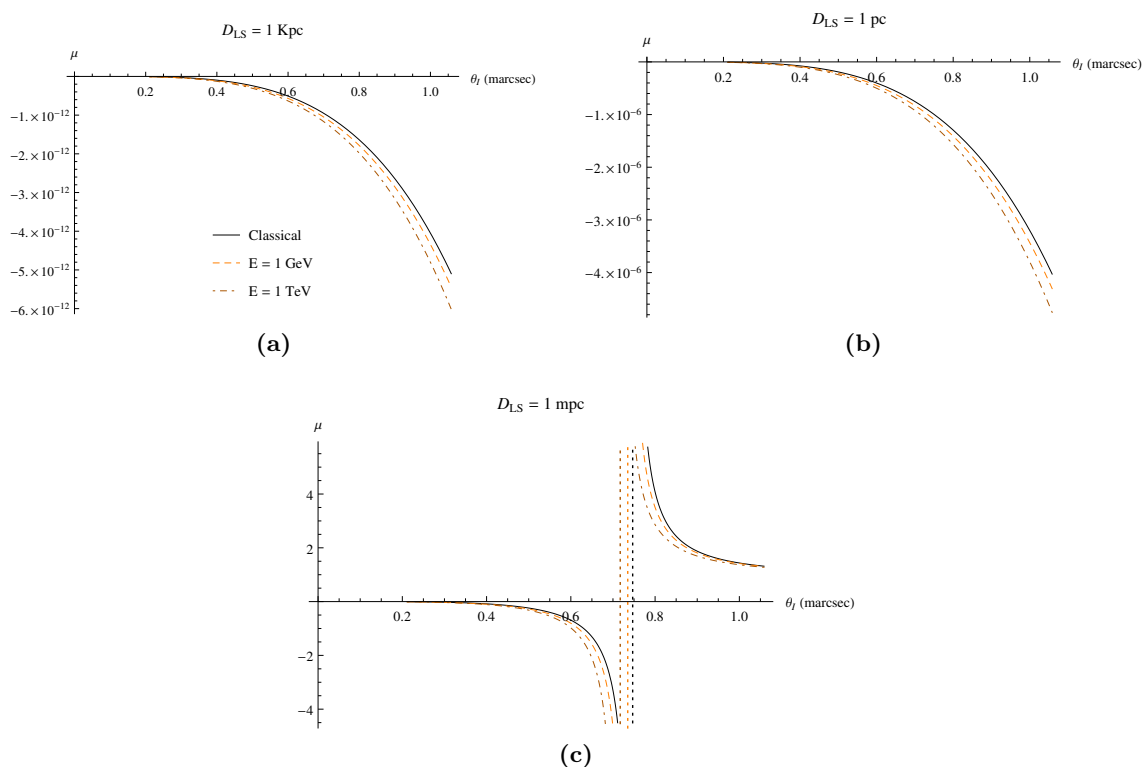 D_LS = 1 Kpc
μ
θ_I (marcsec)
0.2 0.4 0.6 0.8 1.0
-1.×10^-12
-2.×10^-12
-3.×10^-12
-4.×10^-12
-5.×10^-12
-6.×10^-12
Classical
E = 1 GeV
E = 1 TeV
(a)
D_LS = 1 pc
μ
θ_I (marcsec)
0.2 0.4 0.6 0.8 1.0
-1.×10^-6
-2.×10^-6
-3.×10^-6
-4.×10^-6
(b)
D_LS = 1 mpc
μ
4
2
θ_I (marcsec)
0.2 0.4 0.6 0.8 1.0
-2
-4
(c)